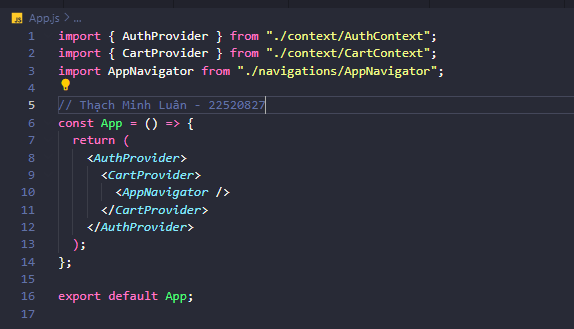 JS App.js > ...
1 import { AuthProvider } from "./context/AuthContext";
2 import { CartProvider } from "./context/CartContext";
3 import AppNavigator from "./navigations/AppNavigator";
4
5 // Thạch Minh Luân - 22520827
6 const App = () => {
7   return (
8     <AuthProvider>
9       <CartProvider>
10         <AppNavigator />
11       </CartProvider>
12     </AuthProvider>
13   );
14 };
15
16 export default App;
17